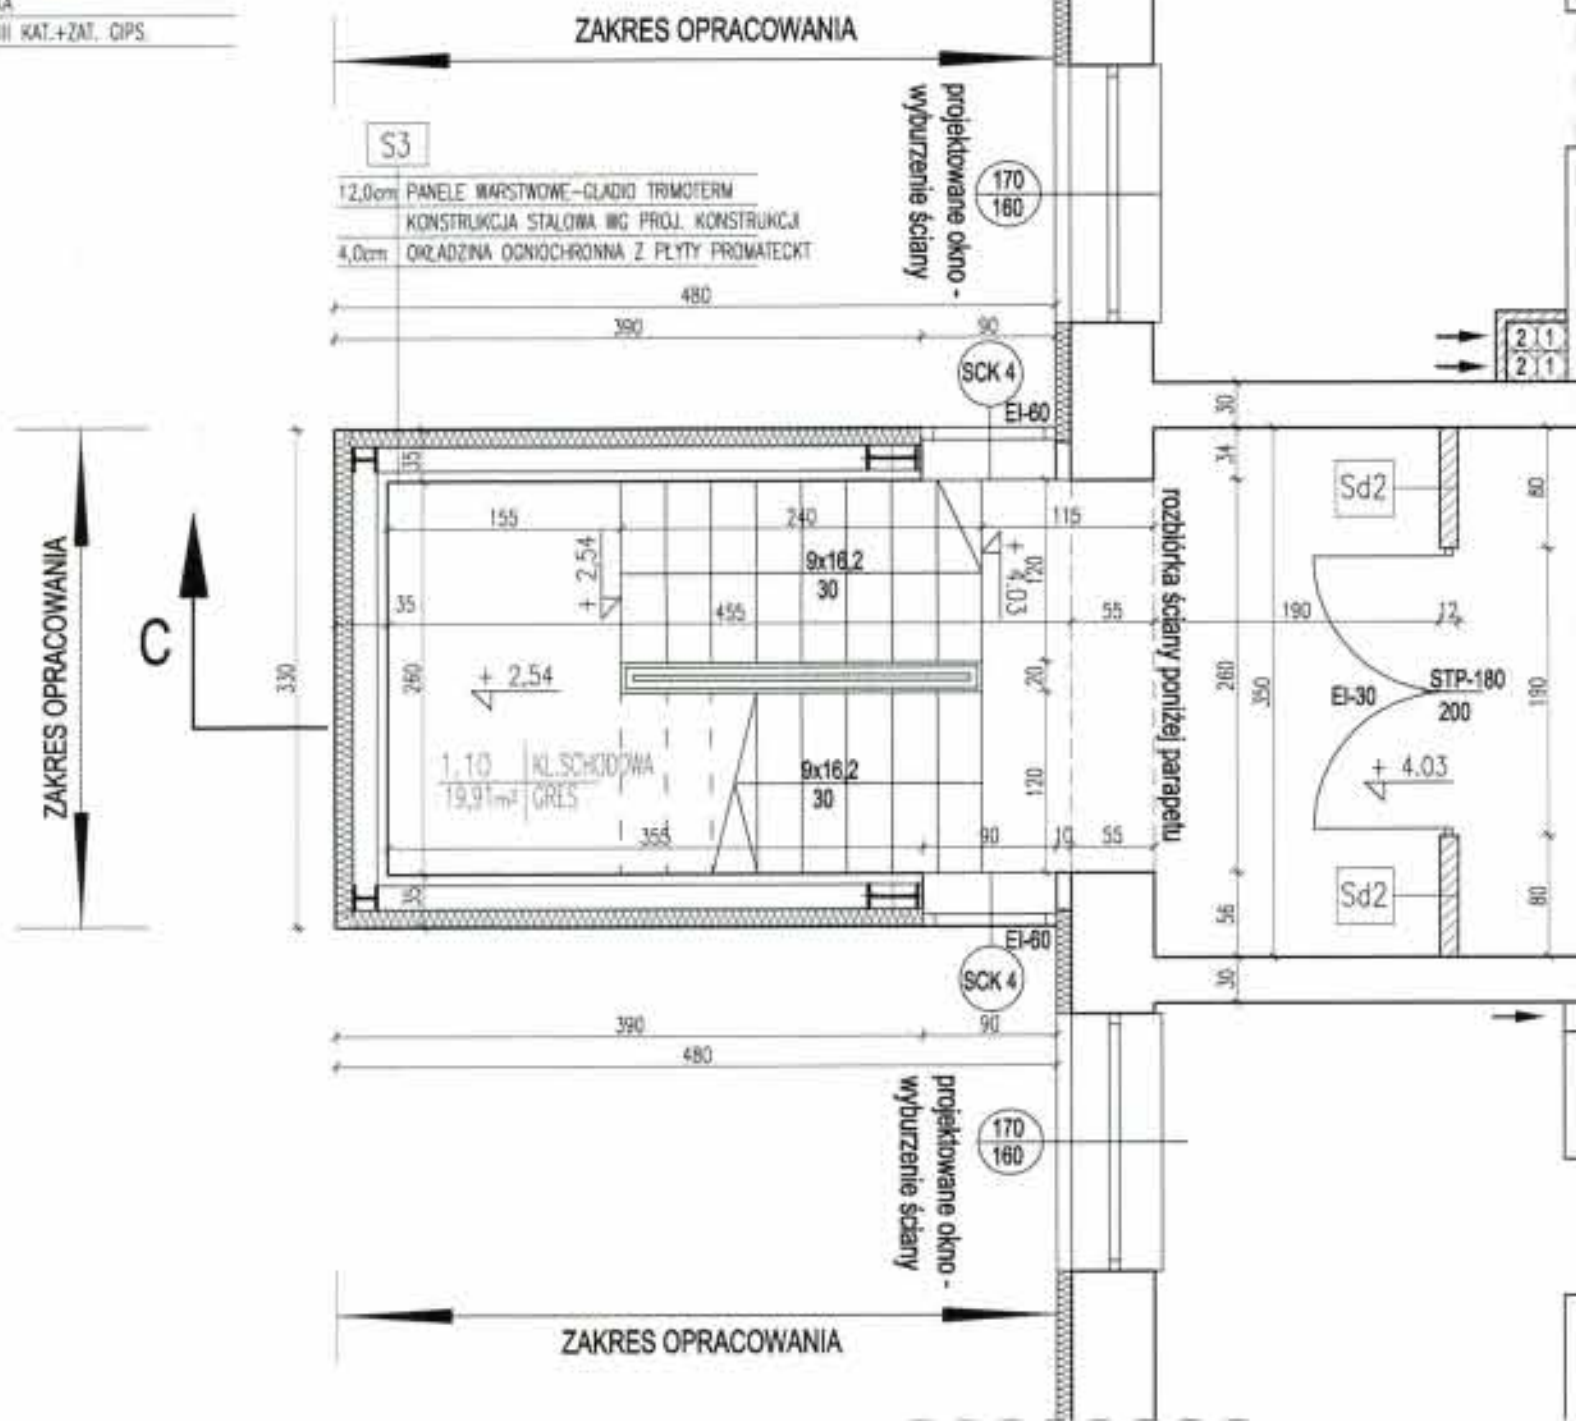 III KAT.+ZAT. GIPS.
ZAKRES OPRACOWANIA
S3
12,0cm PANELE WARSTWOWE-GLADIO TRIMOTERM
KONSTRUKCJA STALOWA WG PROJ. KONSTRUKCJI
4,0cm OKŁADZINA OGNIOCHRONNA Z PŁYTY PROMATECKT
projektowane okno -
wyburzenie ściany
170
160
480
390
90
SCK 4
EI-60
2 1
2 1
30
35
34
Sd2
80
155
240
115
+ 2,54
9x16,2
30
+ 4.03
120
rozbiórka ściany poniżej parapetu
35
455
55
190
12
ZAKRES OPRACOWANIA
C
330
260
+ 2,54
20
260
350
EI-30
STP-180
200
190
1.10 KL.SCHODOWA
19,91m² GRES
9x16,2
30
120
+ 4.03
355
90
10
55
35
56
Sd2
80
EI-60
SCK 4
30
390
90
480
projektowane okno -
wyburzenie ściany
170
160
ZAKRES OPRACOWANIA